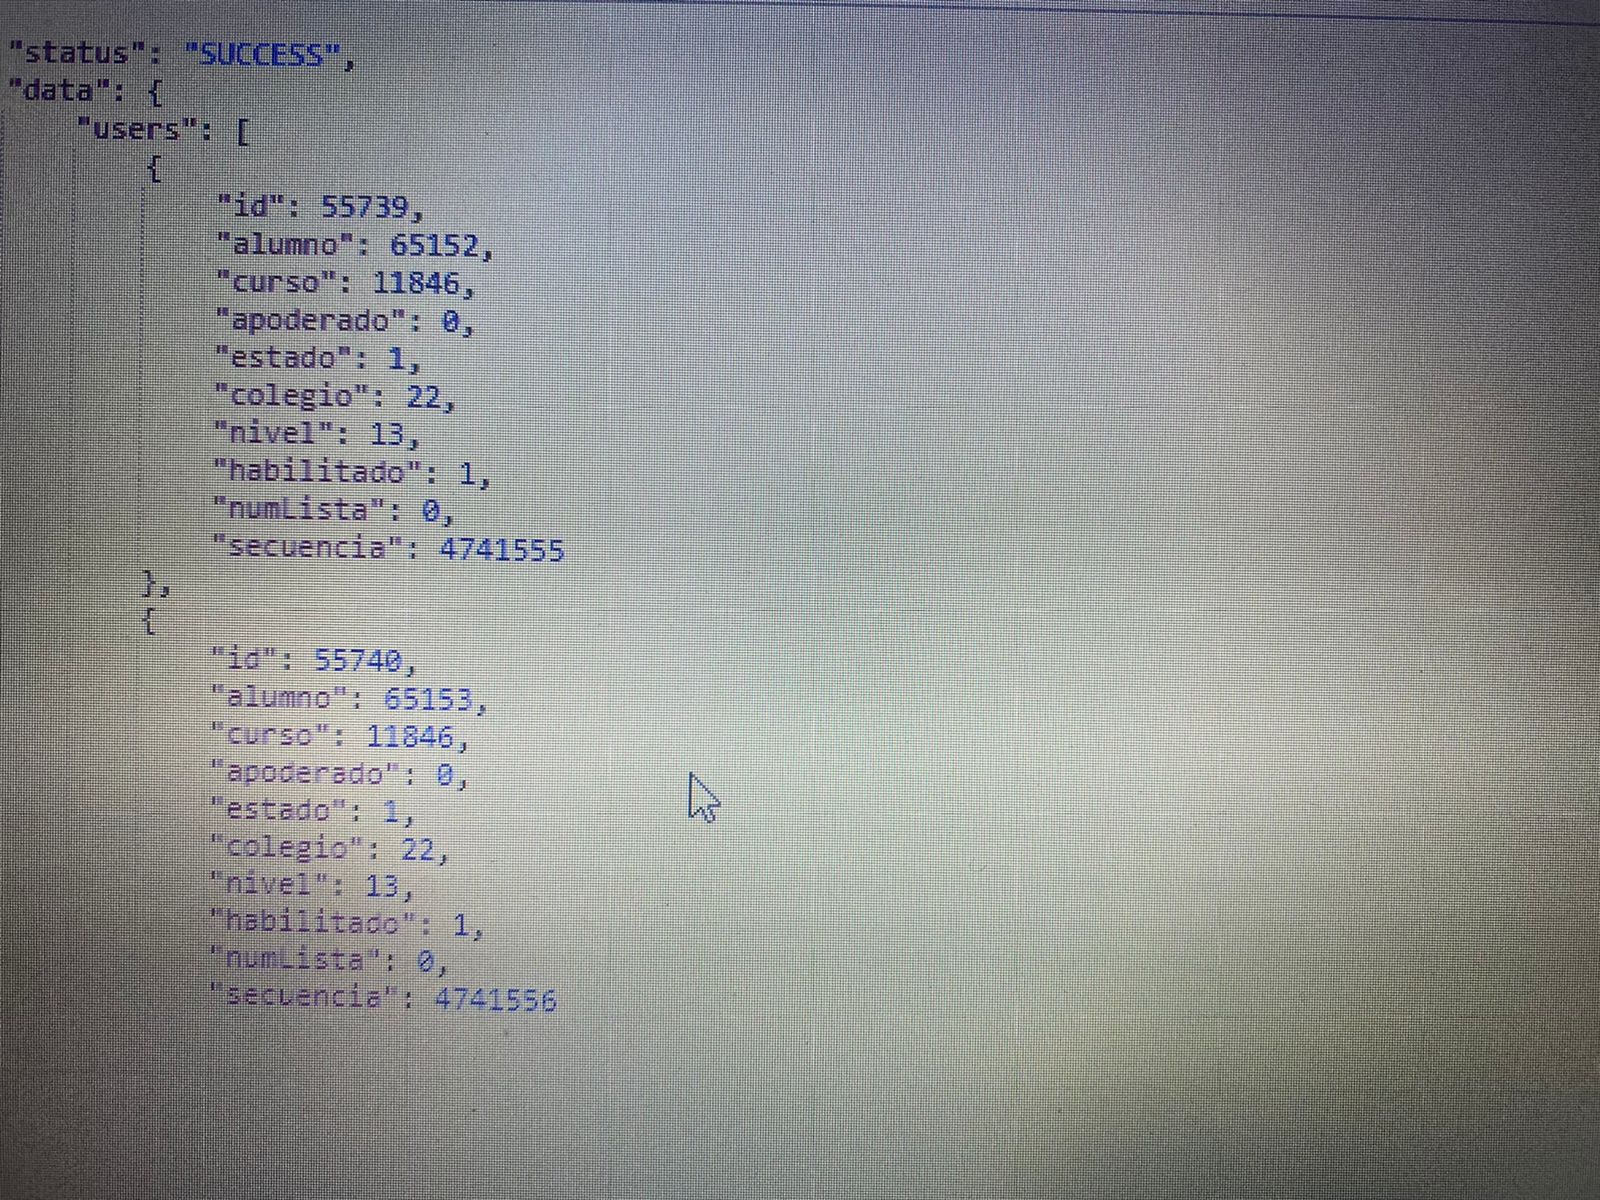 "status": "SUCCESS",
"data": {
"users": [
{
"id": 55739,
"alumno": 65152,
"curso": 11846,
"apoderado": 0,
"estado": 1,
"colegio": 22,
"nivel": 13,
"habilitado": 1,
"numLista": 0,
"secuencia": 4741555
},
{
"id": 55740,
"alumno": 65153,
"curso": 11846,
"apoderado": 0,
"estado": 1,
"colegio": 22,
"nivel": 13,
"habilitado": 1,
"numLista": 0,
"secuencia": 4741556